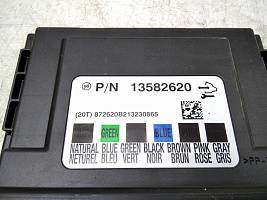 P/N 13582620
(20T) 872620B213230865
GREEN BLUE
NATURAL BLUE GREEN BLACK BROWN PINK GRAY
NETUREL BLEU VERT NOIR BRUN ROSE GRIS
>PP-